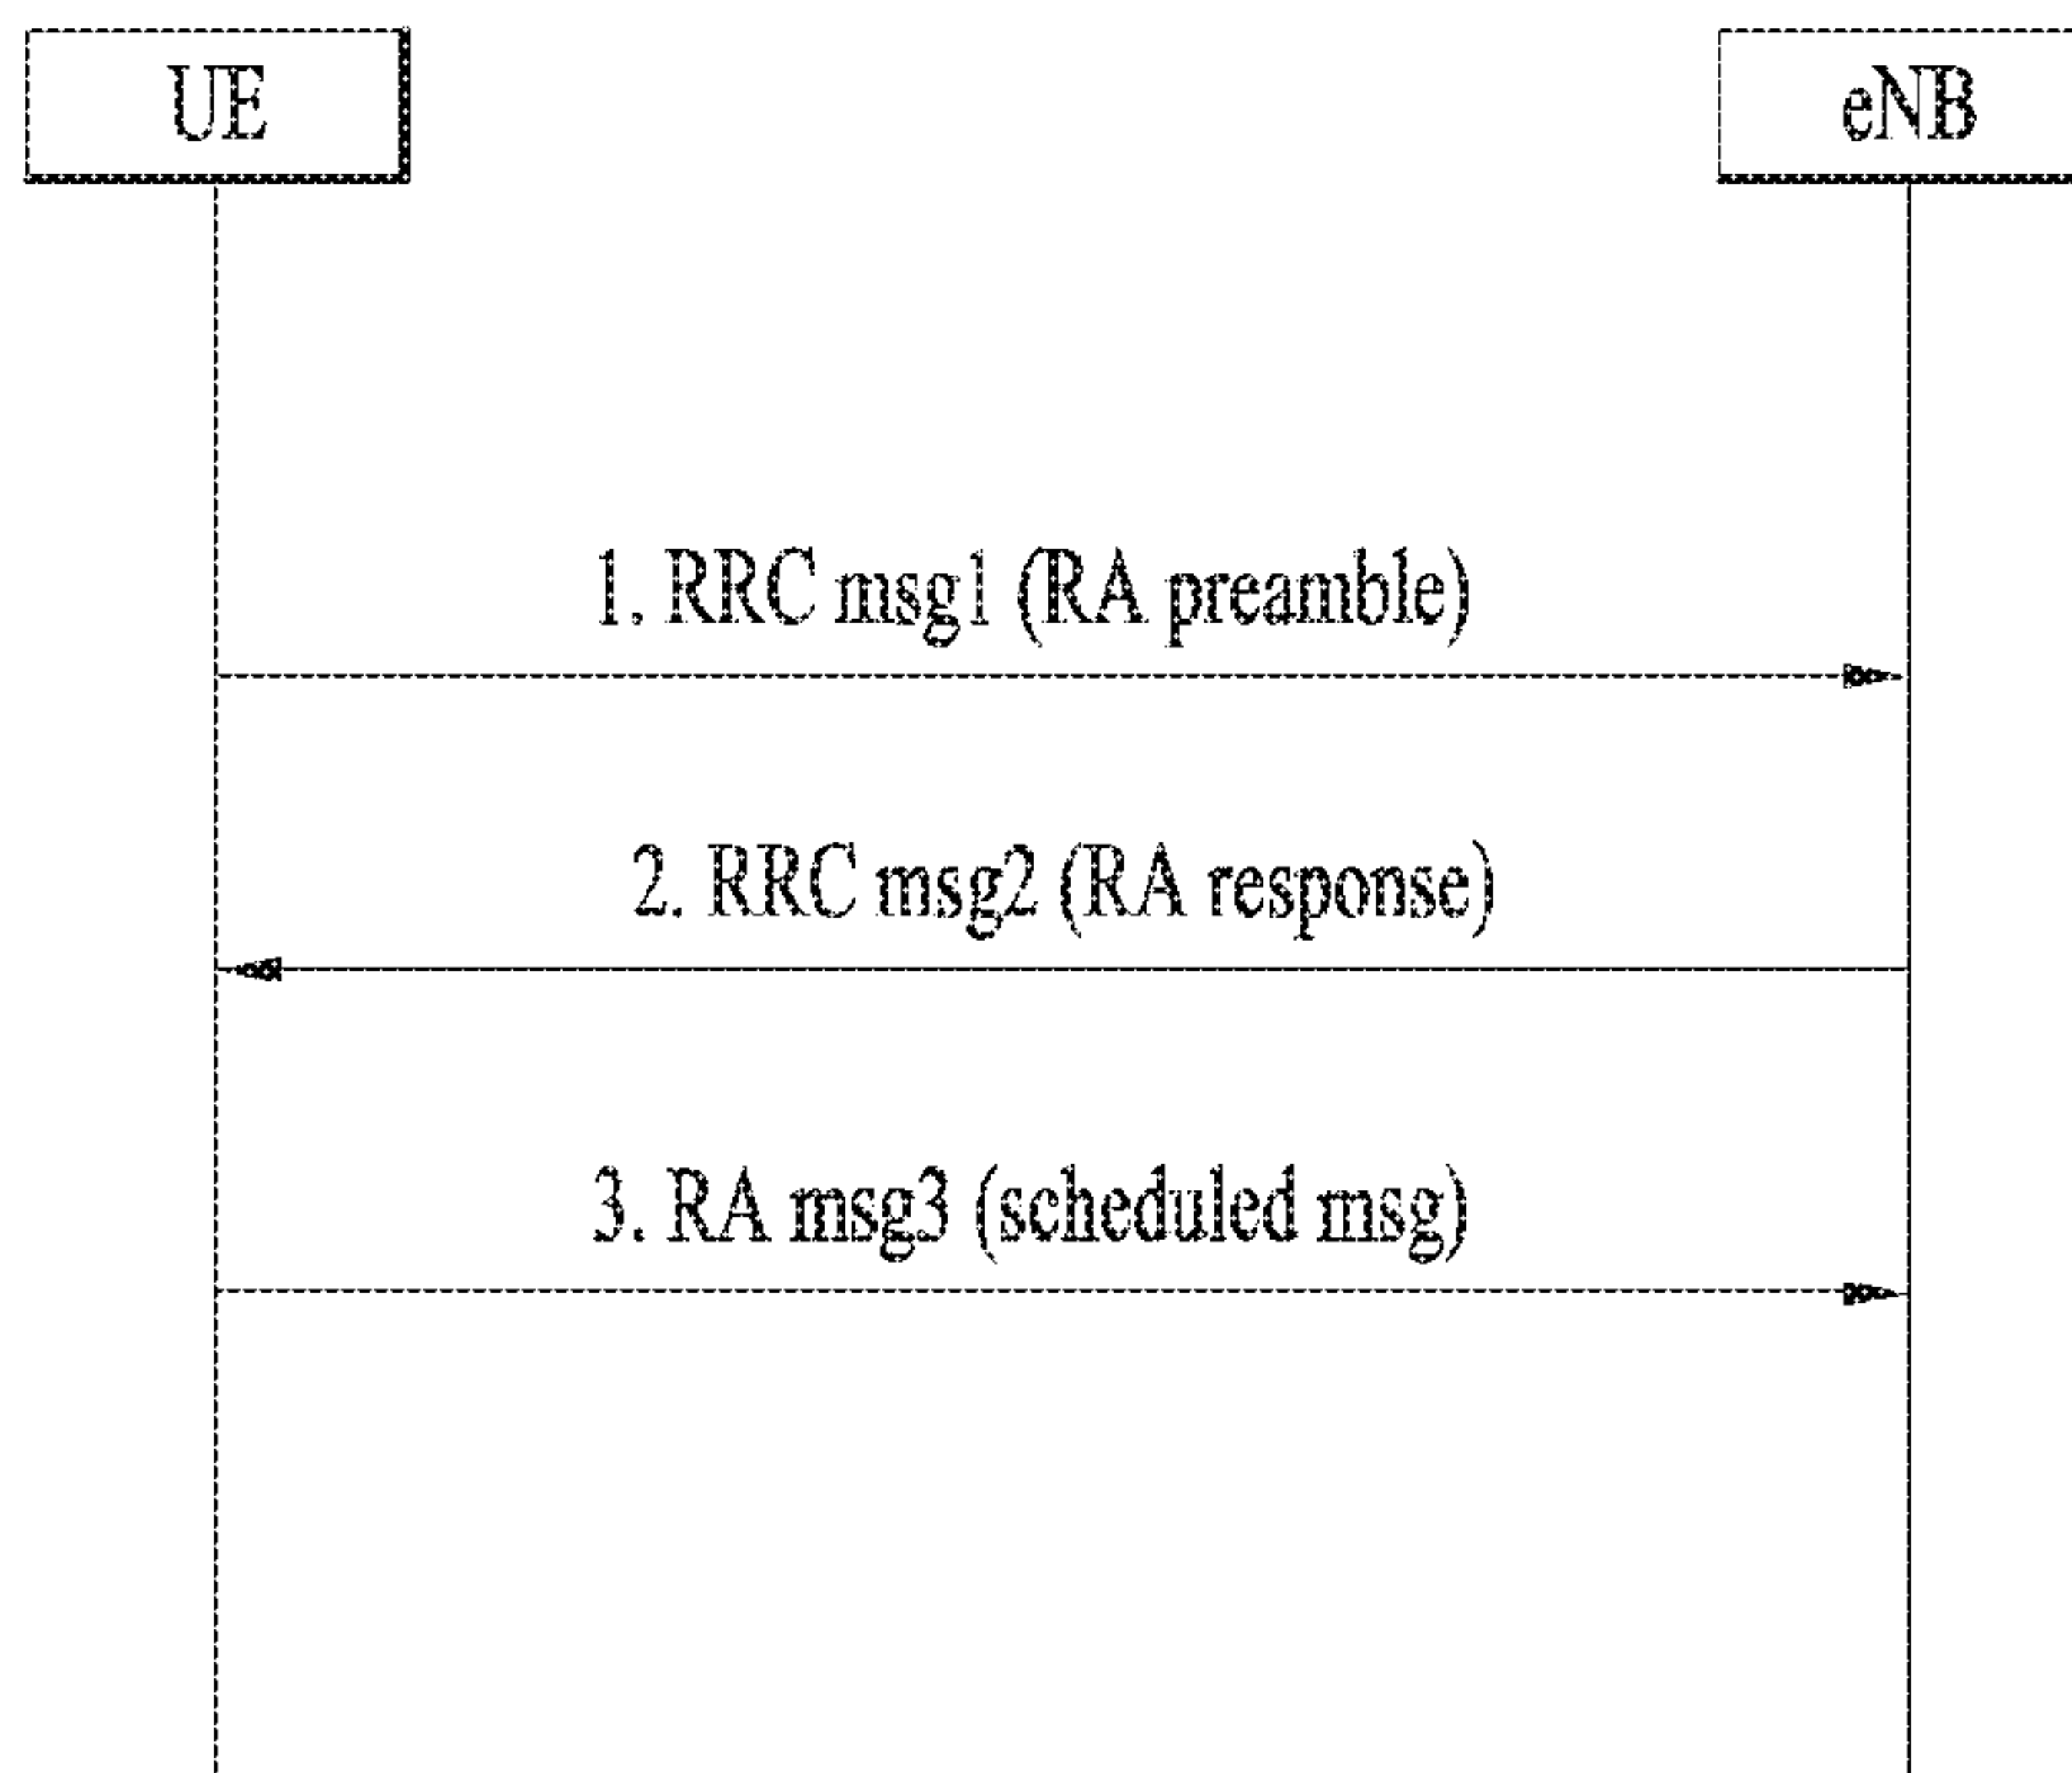 UE
eNB
1. RRC msg1 (RA preamble)
2. RRC msg2 (RA response)
3. RA msg3 (scheduled msg)